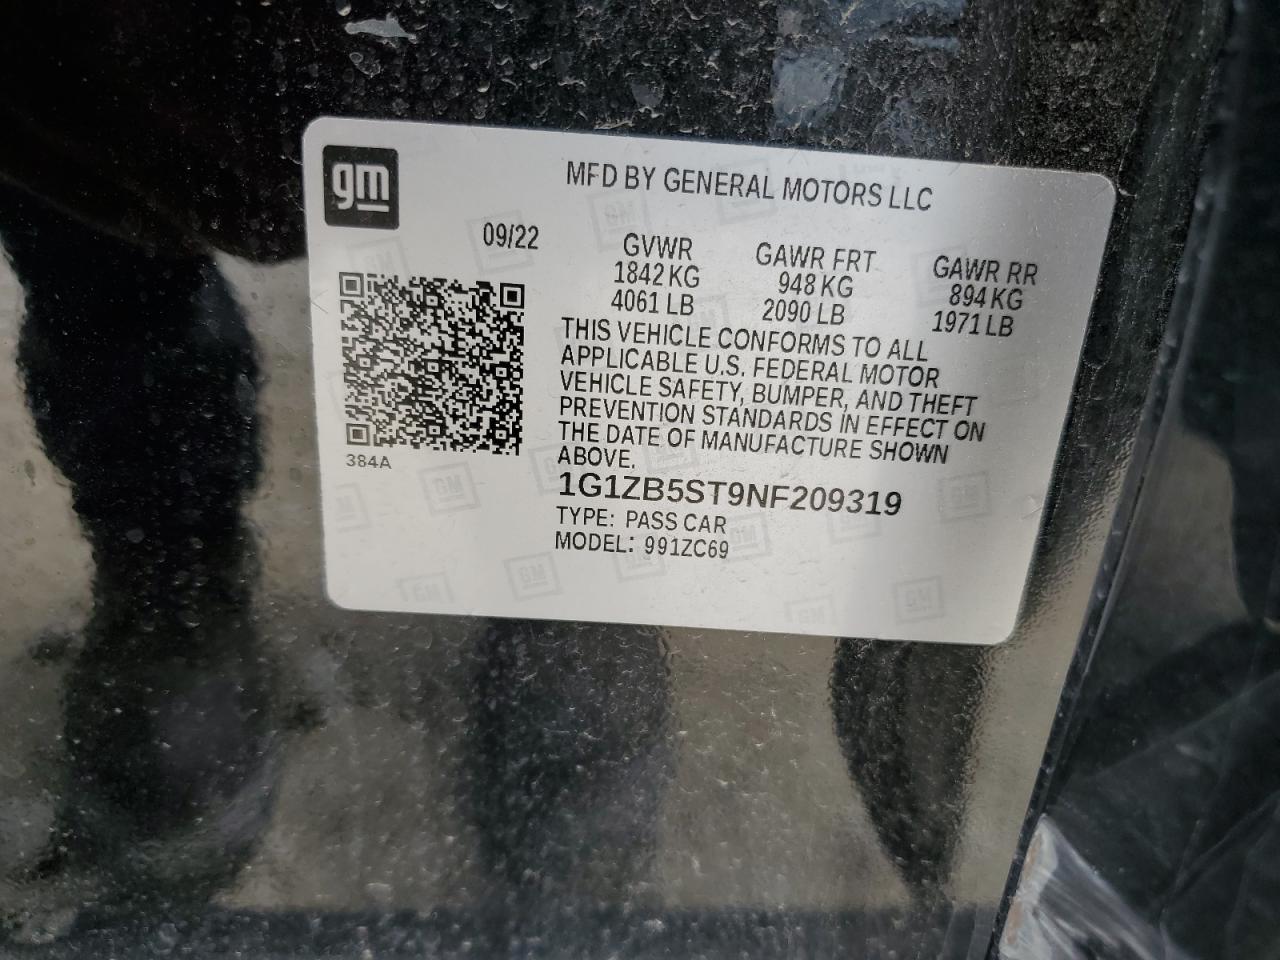 gm
MFD BY GENERAL MOTORS LLC
09/22
GVWR GAWR FRT GAWR RR
1842 KG 948 KG 894 KG
4061 LB 2090 LB 1971 LB
THIS VEHICLE CONFORMS TO ALL
APPLICABLE U.S. FEDERAL MOTOR
VEHICLE SAFETY, BUMPER, AND THEFT
PREVENTION STANDARDS IN EFFECT ON
THE DATE OF MANUFACTURE SHOWN
ABOVE.
384A
1G1ZB5ST9NF209319
TYPE: PASS CAR
MODEL: 991ZC69